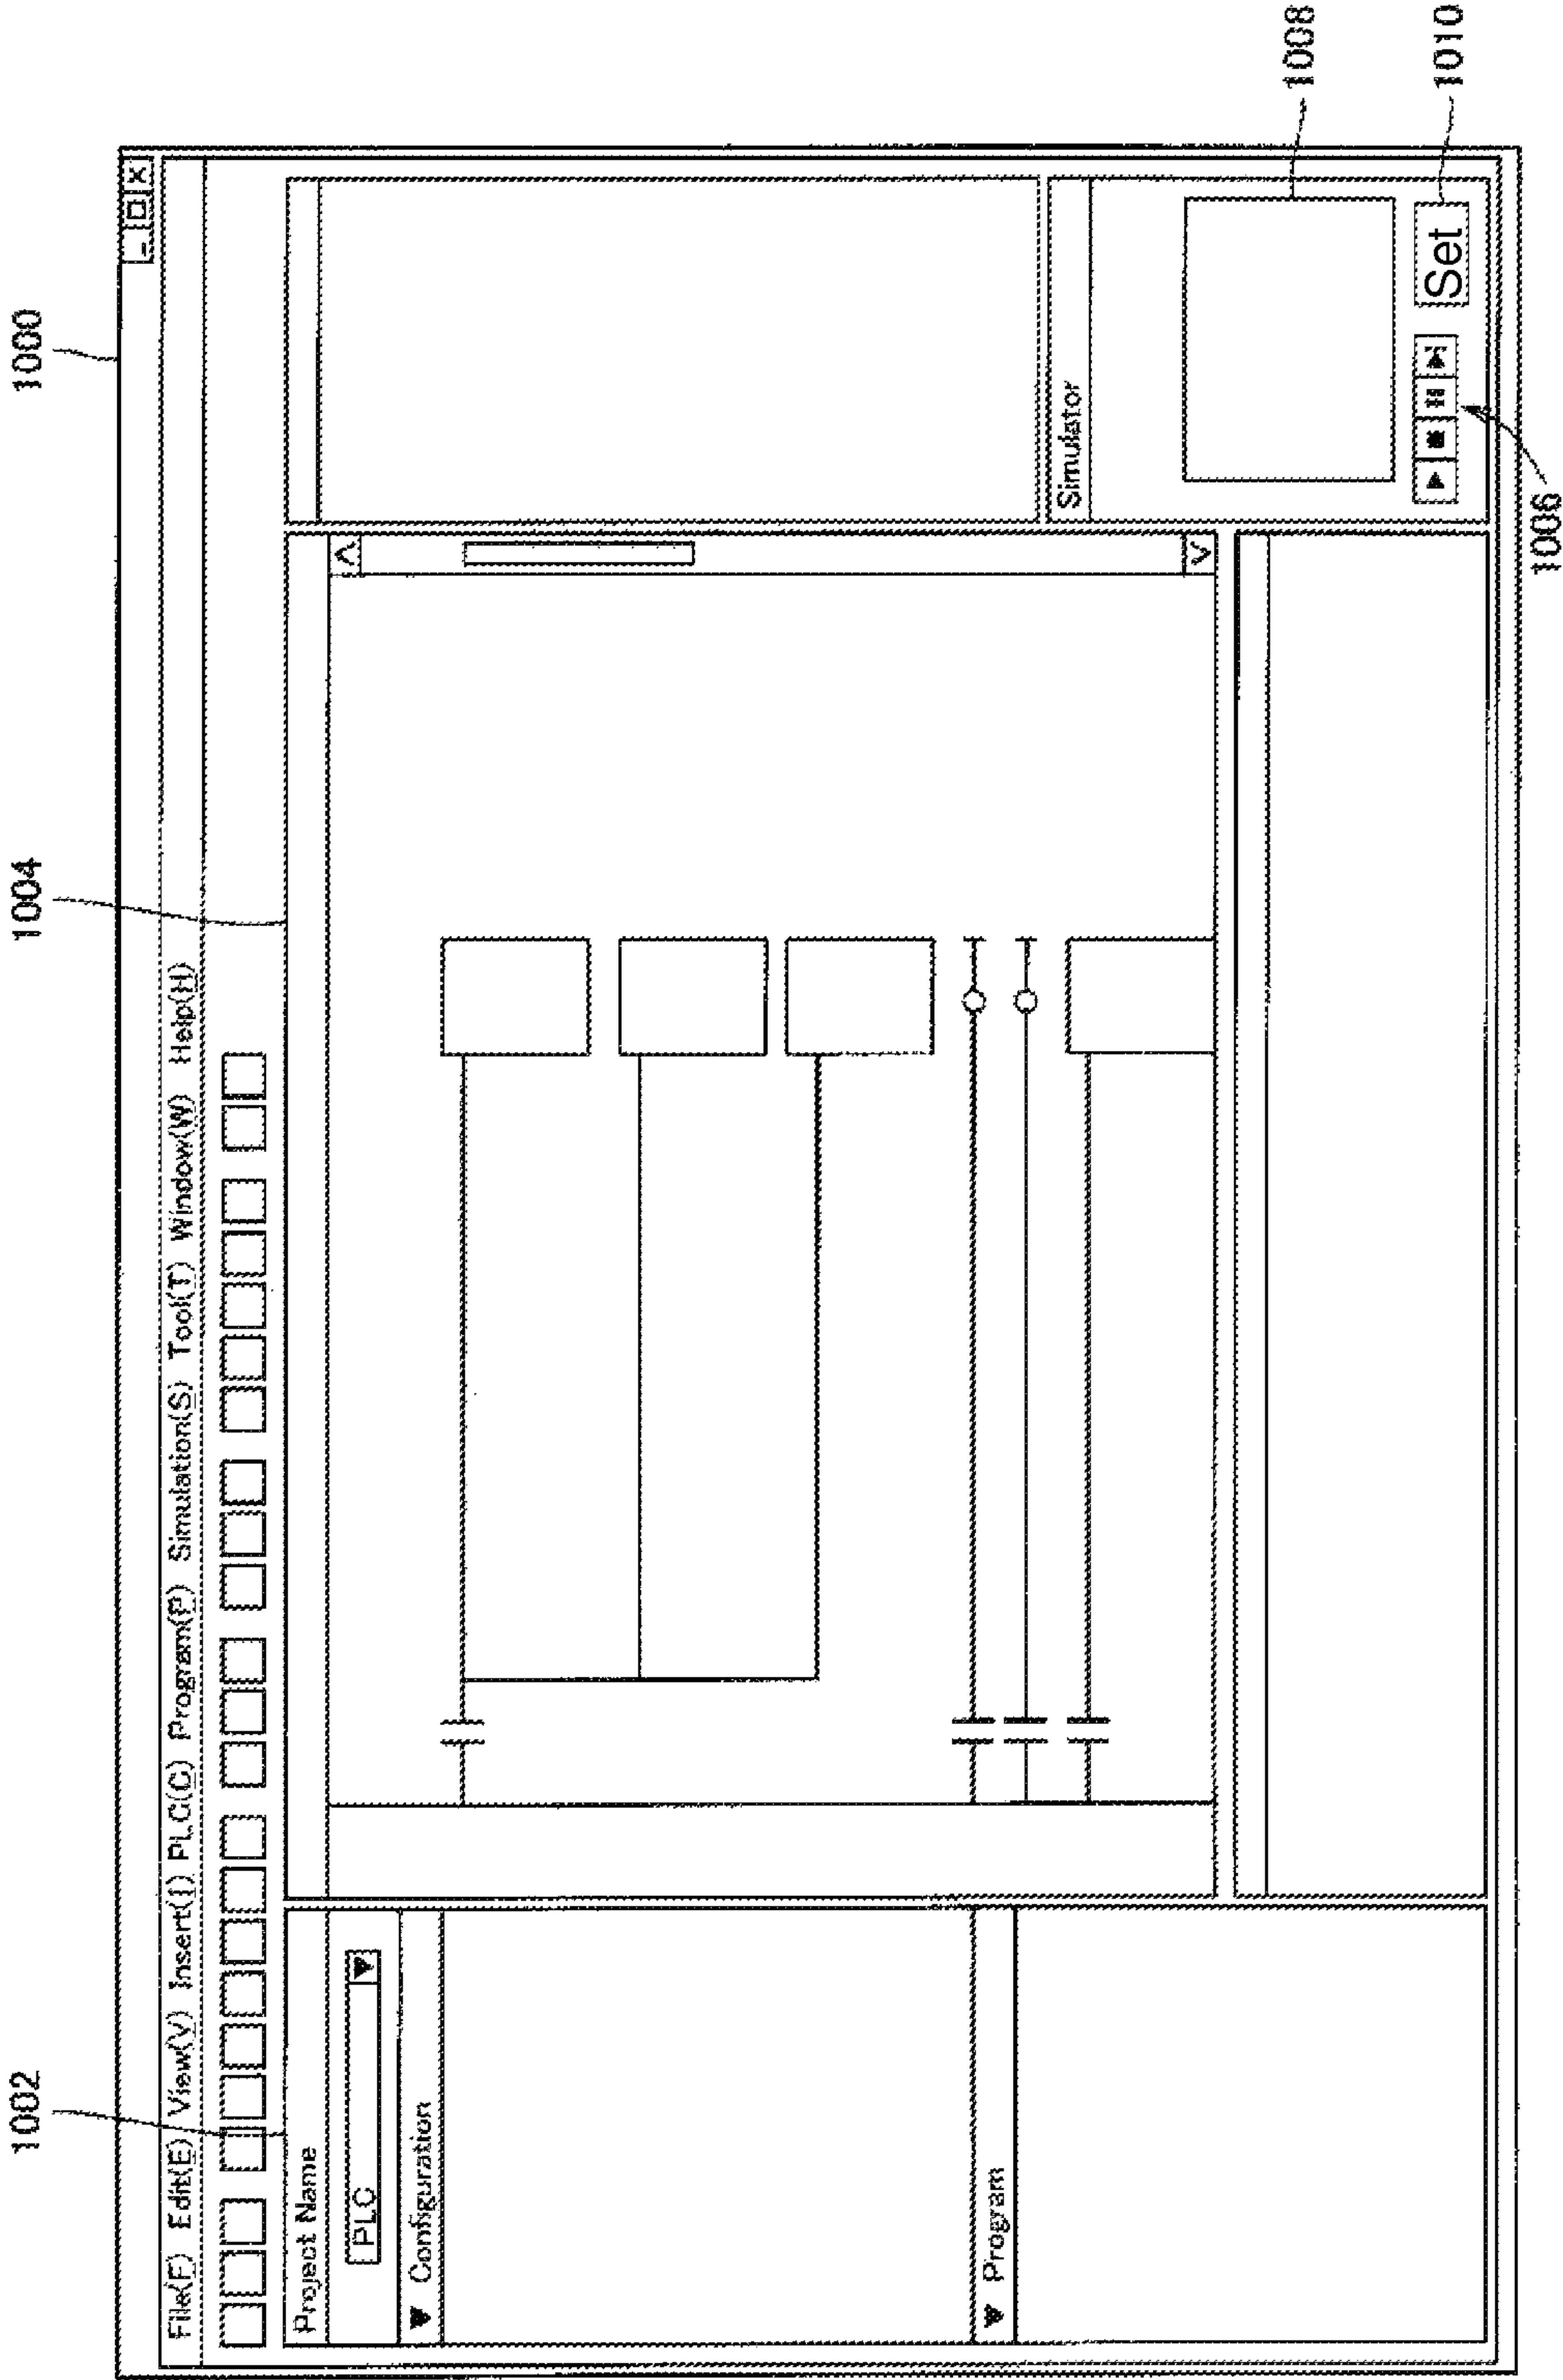 1000
1002
1004
File(F) Edit(E) View(V) Insert(I) PLC(C) Program(P) Simulation(S) Tool(T) Window(W) Help(H)
Project Name
PLC
Configuration
Program
Simulator
Set
1006
1008
1010